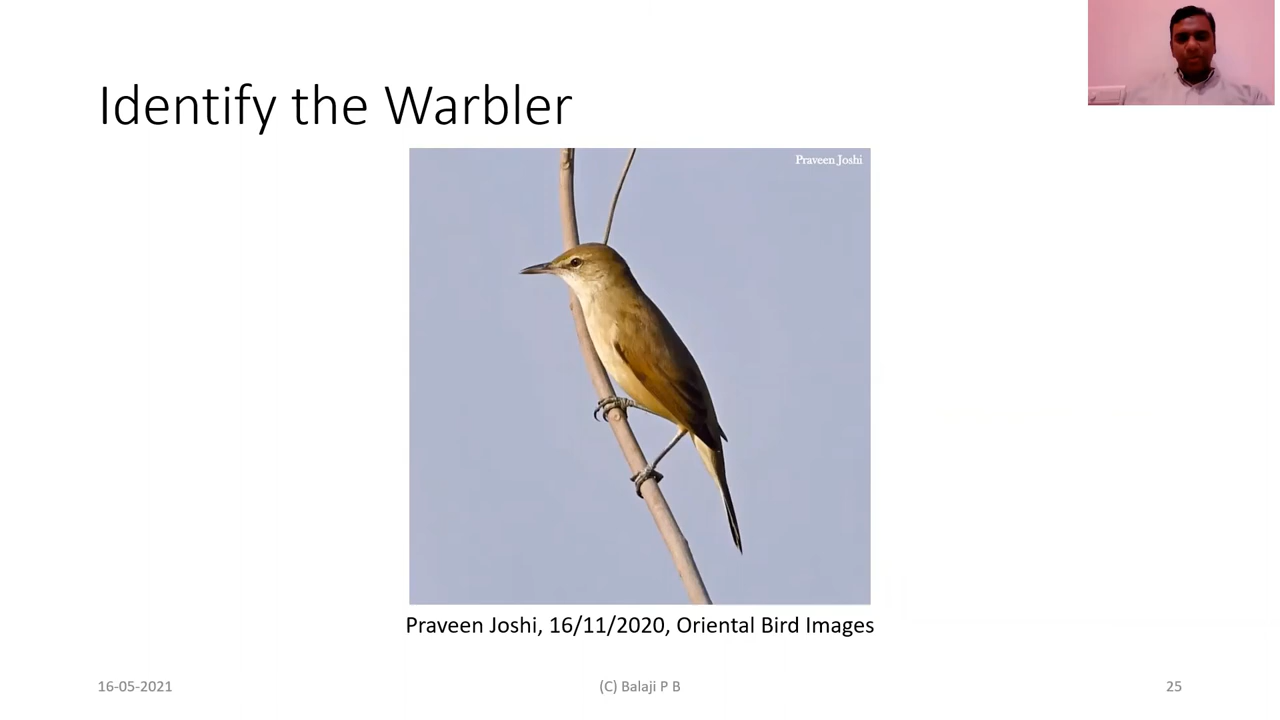 Identify the Warbler
Praveen Joshi
Praveen Joshi, 16/11/2020, Oriental Bird Images
16-05-2021
(C) Balaji P B
25